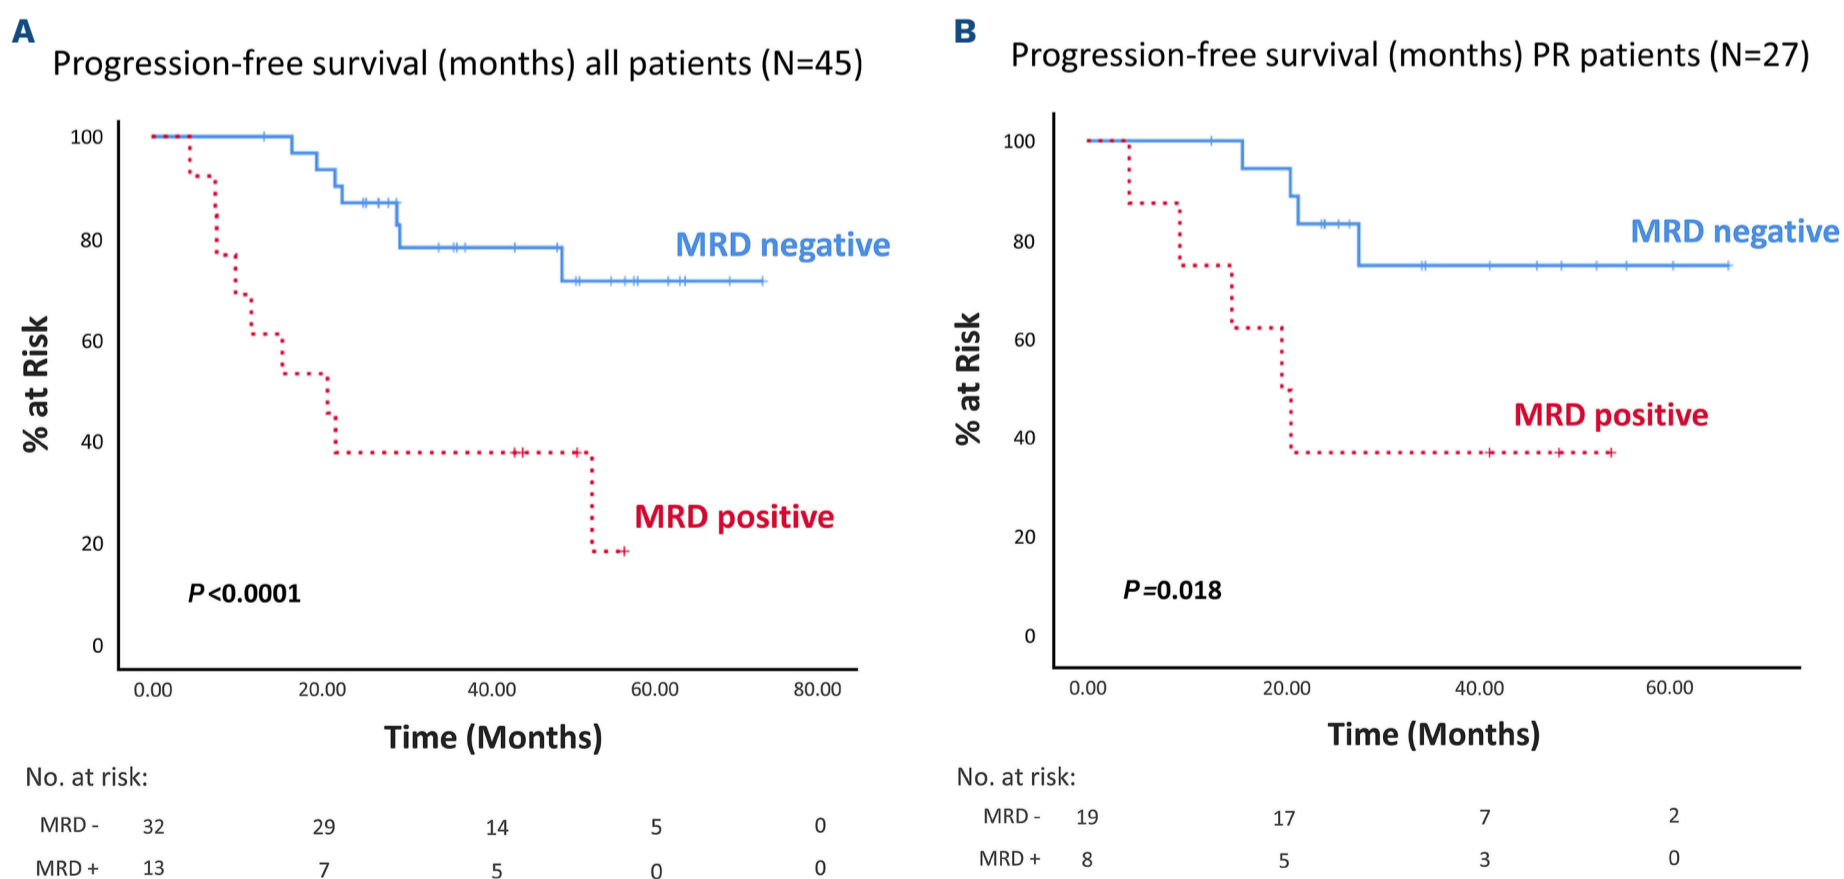 A
Progression-free survival (months) all patients (N=45)
100
80
60
40
20
0
% at Risk
MRD negative
MRD positive
P<0.0001
0.00 20.00 40.00 60.00 80.00
Time (Months)
No. at risk:
MRD - 32 29 14 5 0
MRD + 13 7 5 0 0
B
Progression-free survival (months) PR patients (N=27)
100
80
60
40
20
0
% at Risk
MRD negative
MRD positive
P=0.018
0.00 20.00 40.00 60.00
Time (Months)
No. at risk:
MRD - 19 17 7 2
MRD + 8 5 3 0